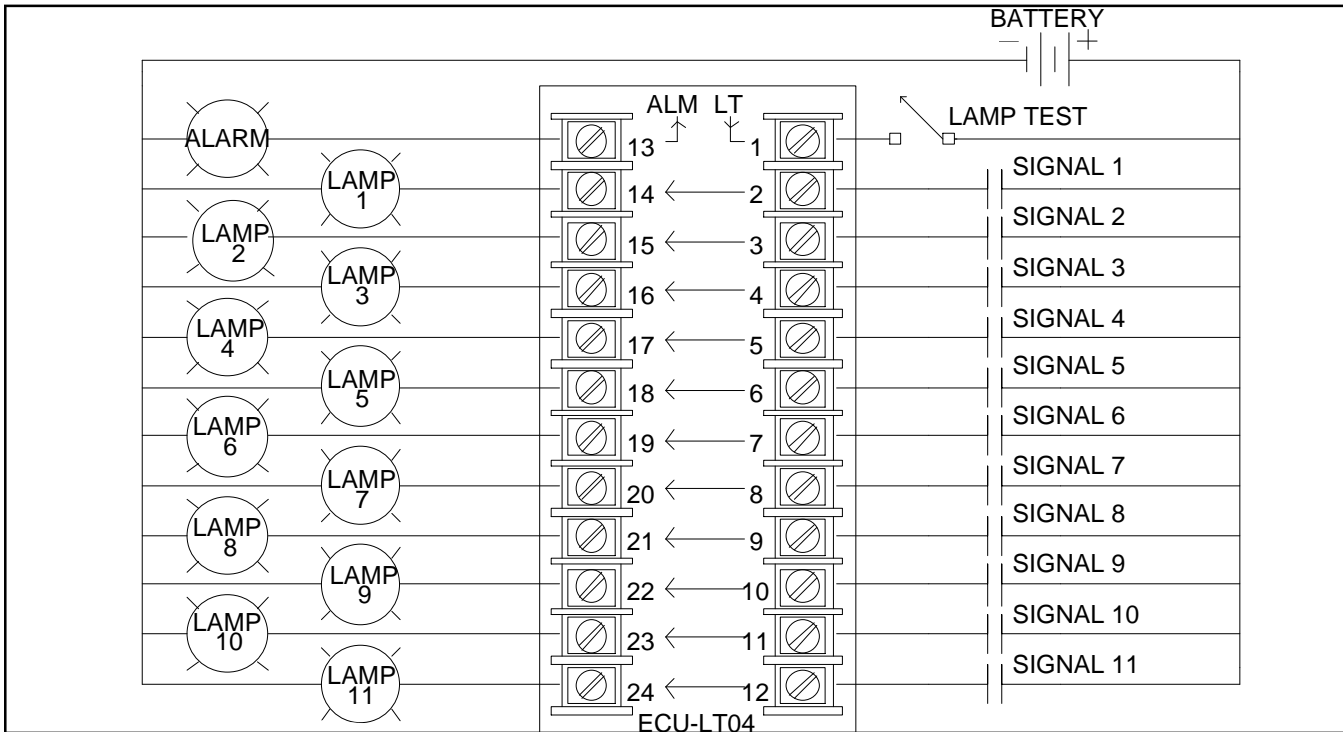 BATTERY
− +
ALM LT
LAMP TEST
ALARM
13 1
SIGNAL 1
LAMP
1
14 2
SIGNAL 2
LAMP
2
15 3
SIGNAL 3
LAMP
3
16 4
SIGNAL 4
LAMP
4
17 5
SIGNAL 5
LAMP
5
18 6
SIGNAL 6
LAMP
6
19 7
SIGNAL 7
LAMP
7
20 8
SIGNAL 8
LAMP
8
21 9
SIGNAL 9
LAMP
9
22 10
SIGNAL 10
LAMP
10
23 11
SIGNAL 11
LAMP
11
24 12
ECU-LT04